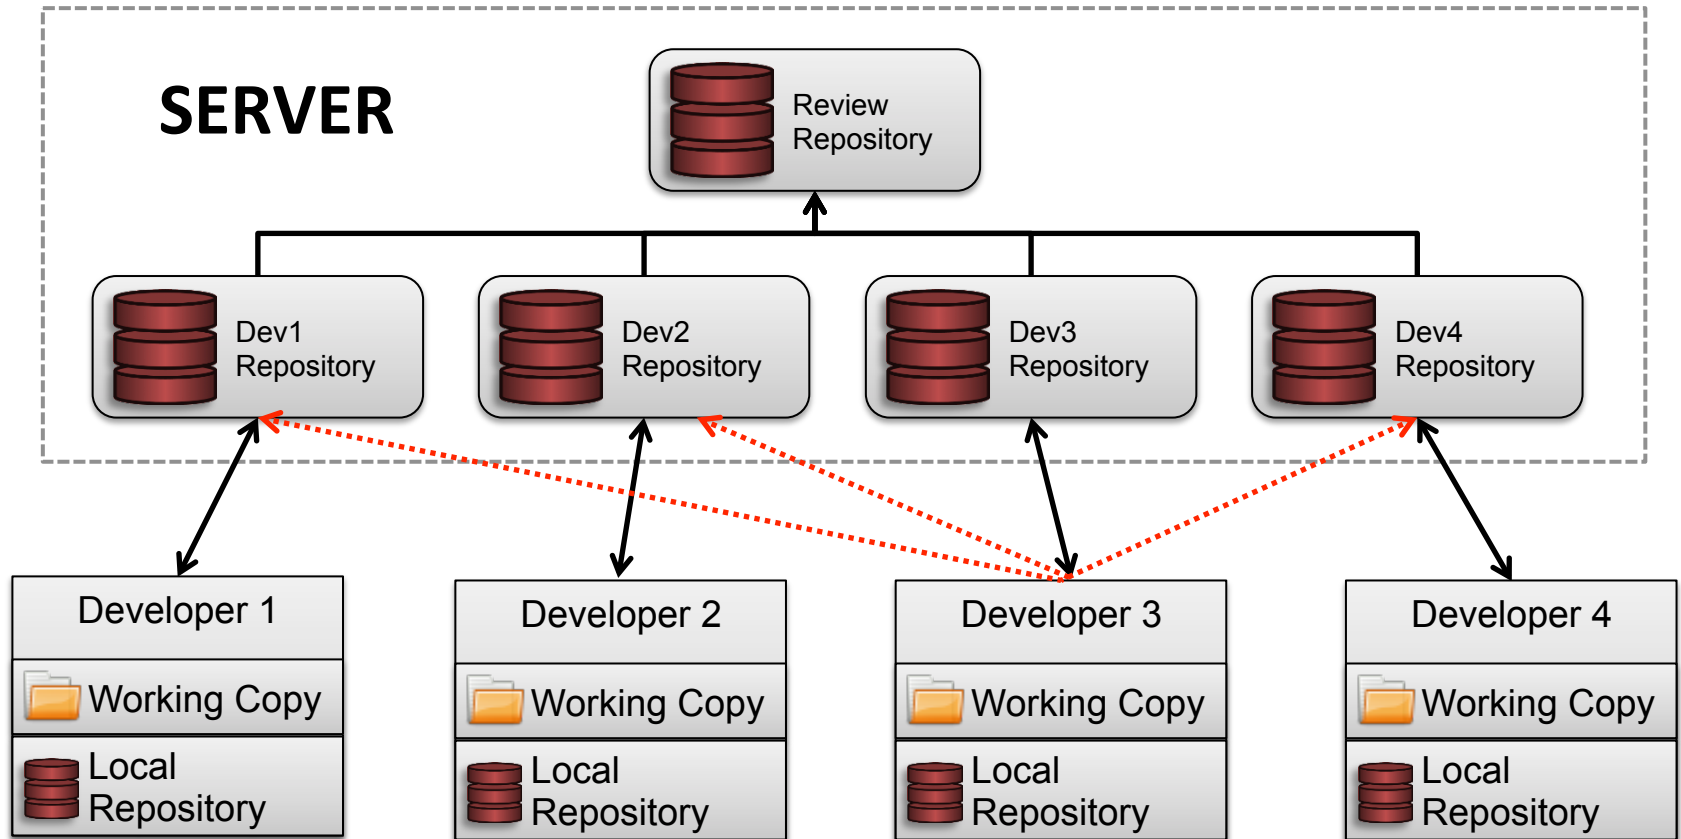 SERVER
Review
Repository
Dev1
Repository
Dev2
Repository
Dev3
Repository
Dev4
Repository
Developer 1
Working Copy
Local
Repository
Developer 2
Working Copy
Local
Repository
Developer 3
Working Copy
Local
Repository
Developer 4
Working Copy
Local
Repository